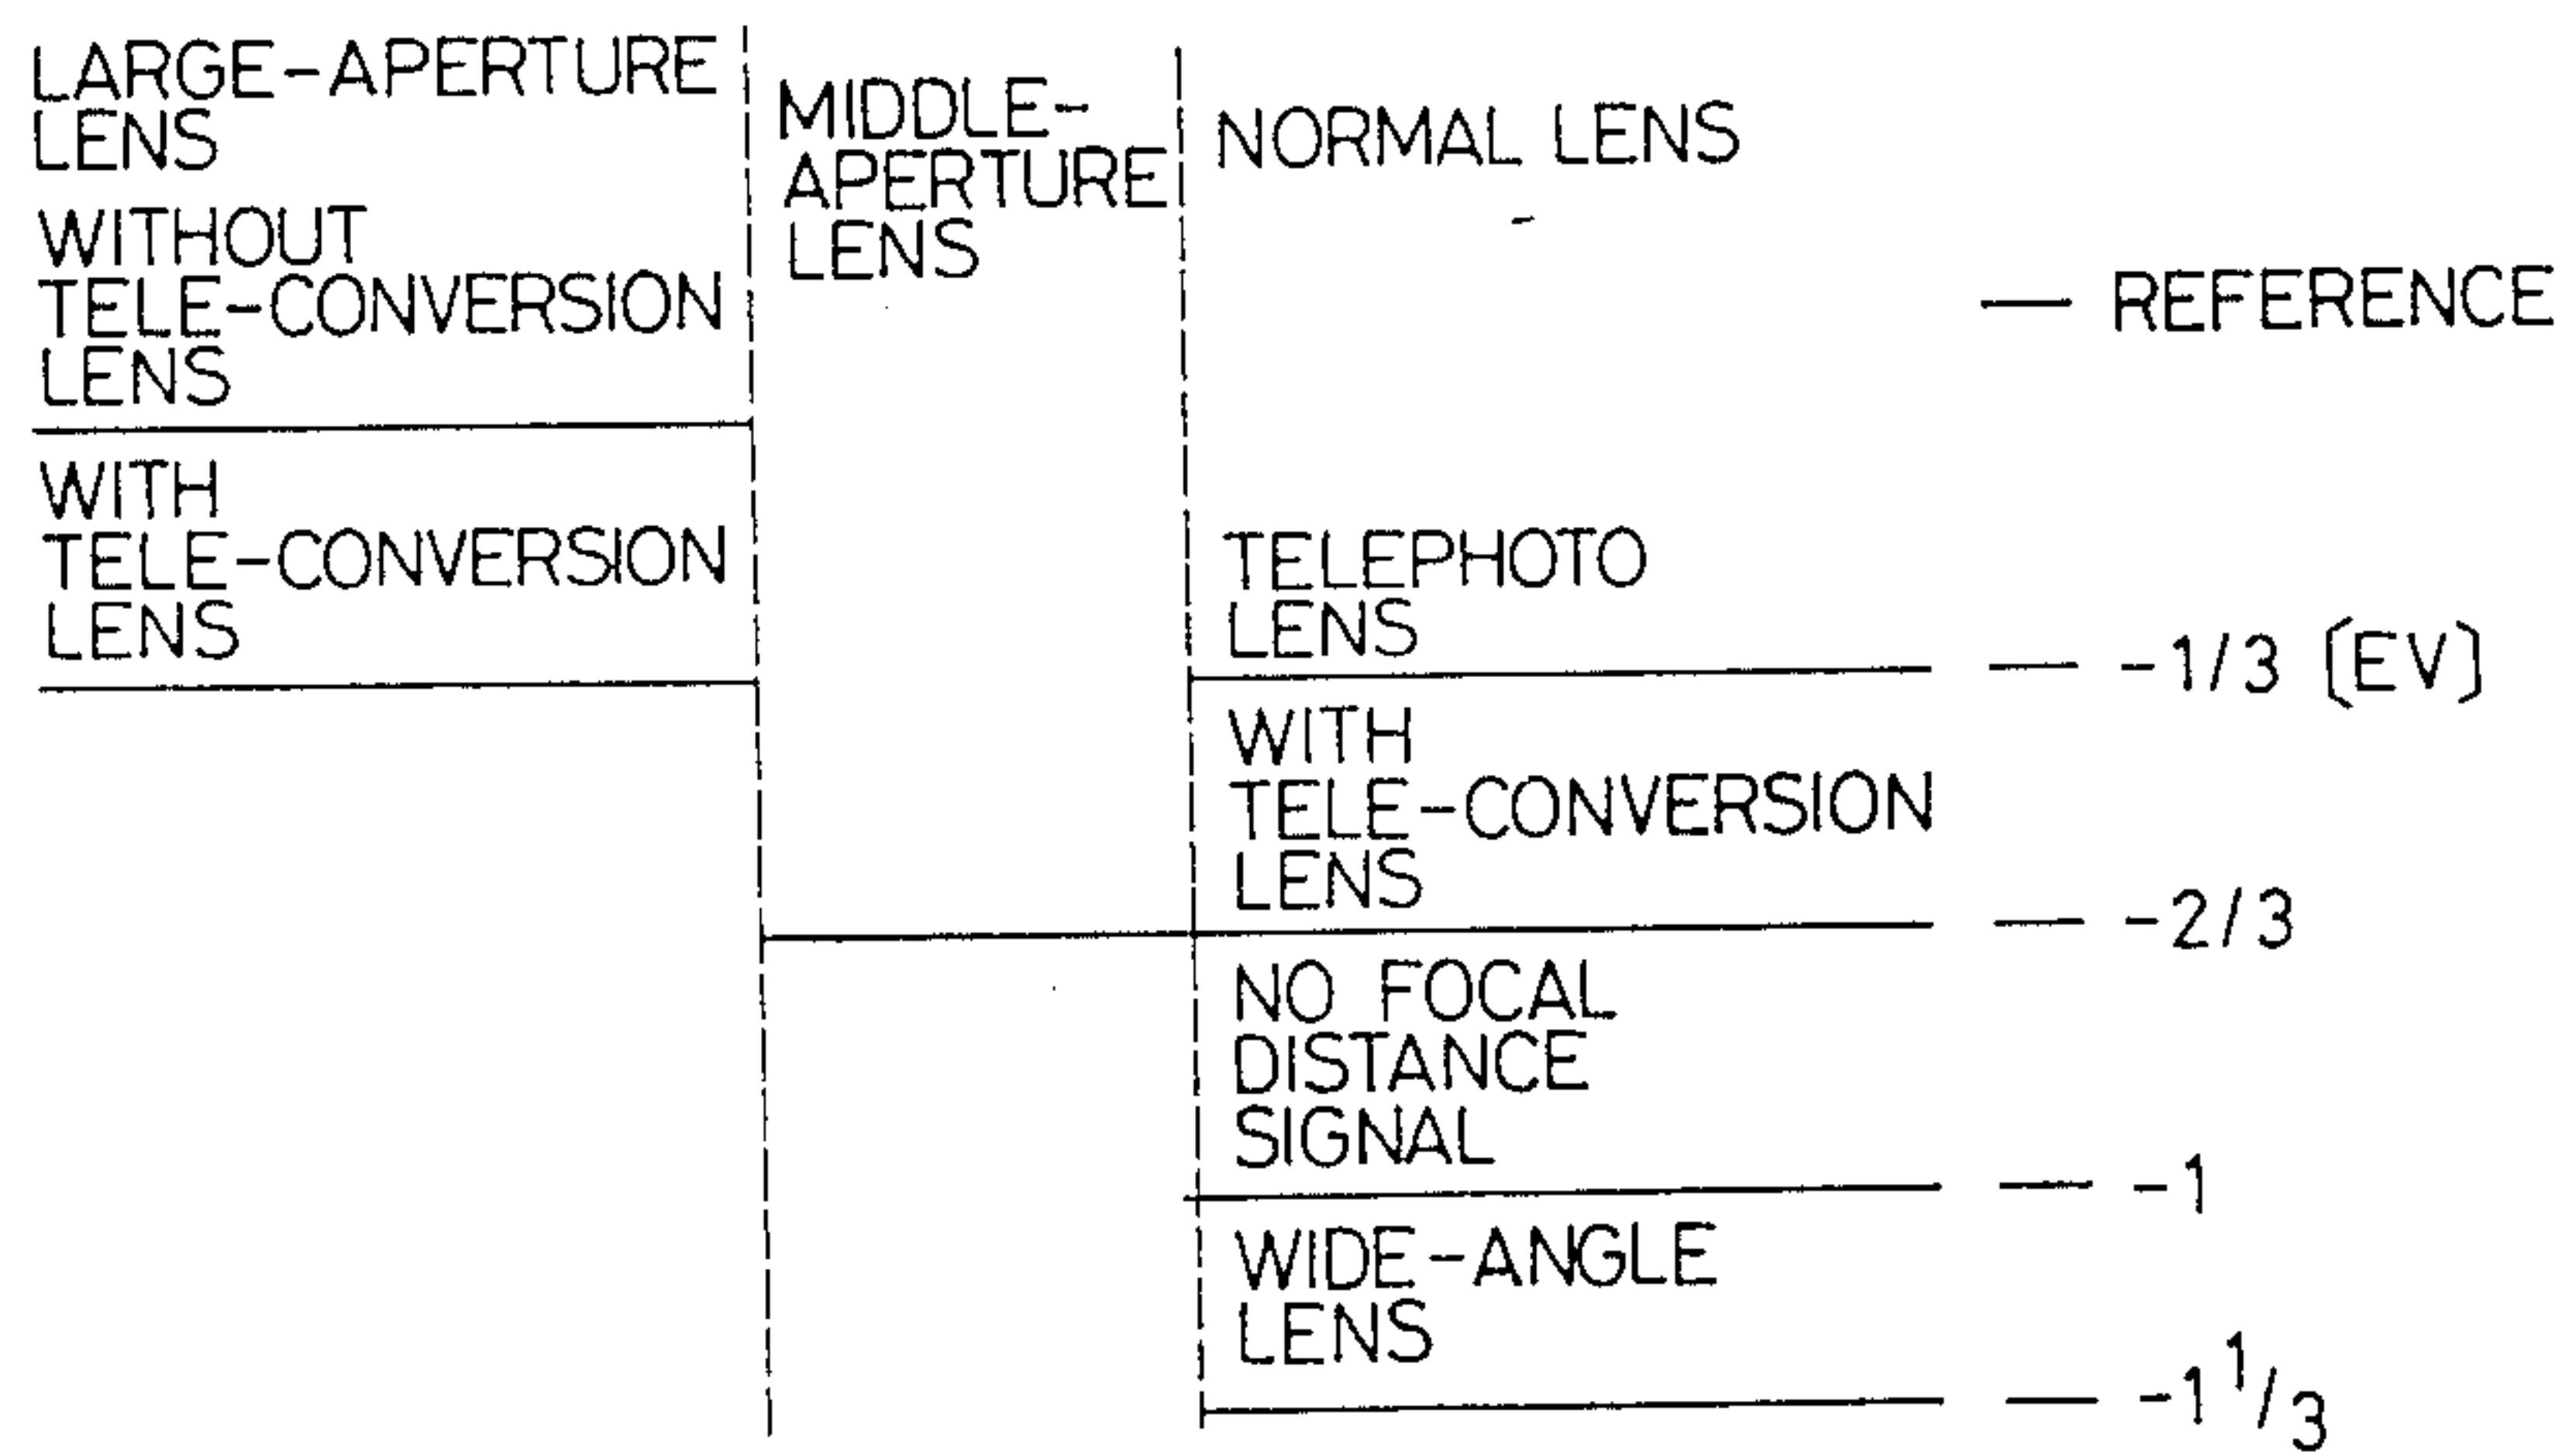 LARGE-APERTURE
LENS
WITHOUT
TELE-CONVERSION
LENS
WITH
TELE-CONVERSION
LENS
MIDDLE-
APERTURE
LENS
NORMAL LENS
TELEPHOTO
LENS
WITH
TELE-CONVERSION
LENS
NO FOCAL
DISTANCE
SIGNAL
WIDE-ANGLE
LENS
REFERENCE
-1/3 [EV]
-2/3
-1
-1 1/3